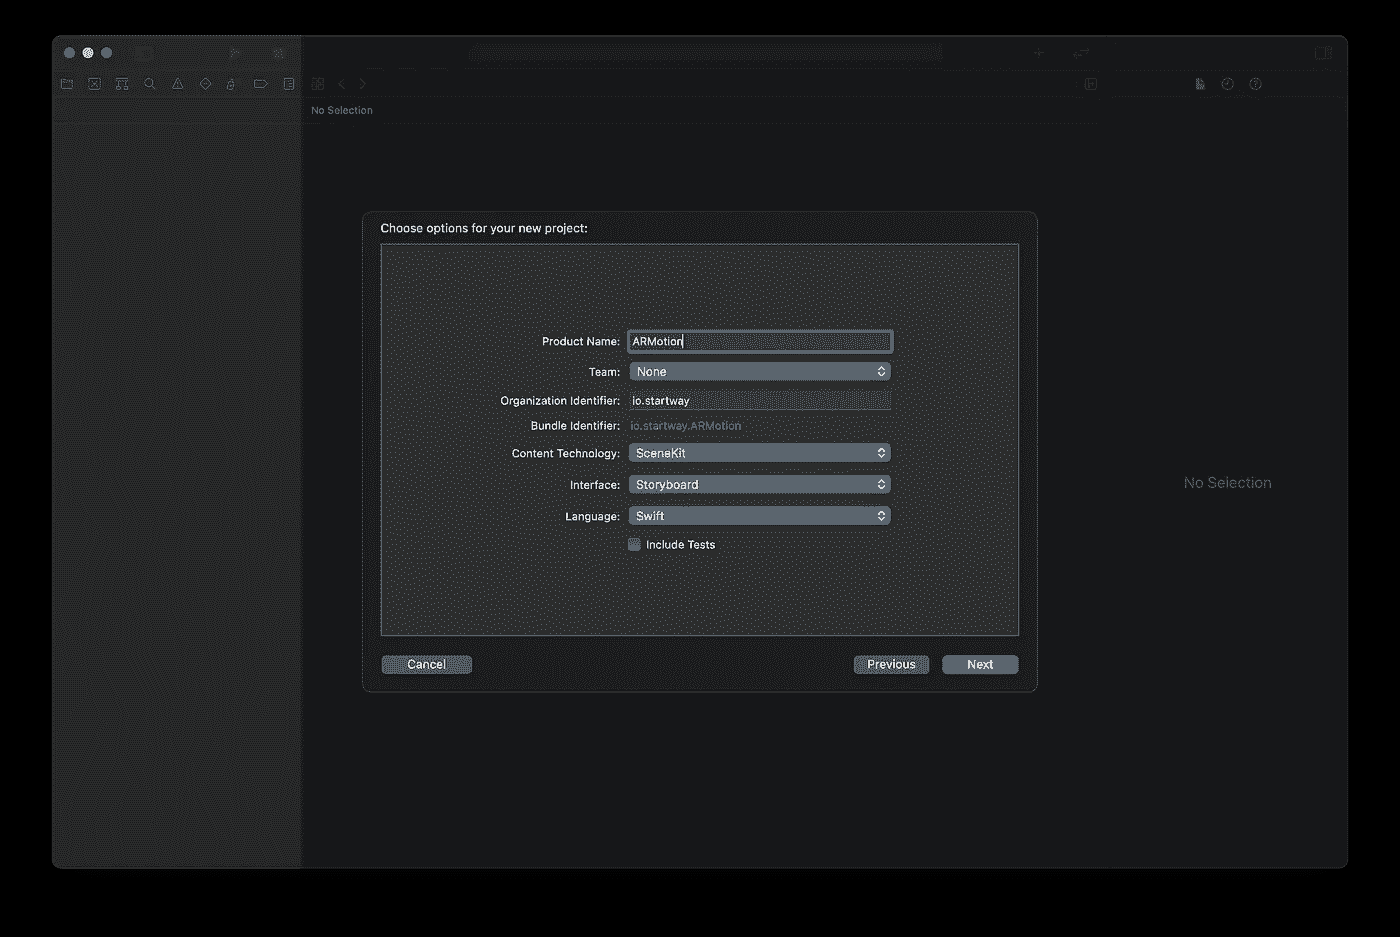 No Selection
Choose options for your new project:
Product Name: ARMotion
Team: None
Organization Identifier: io.startway
Bundle Identifier: io.startway.ARMotion
Content Technology: SceneKit
Interface: Storyboard
Language: Swift
Include Tests
No Selection
Cancel
Previous
Next